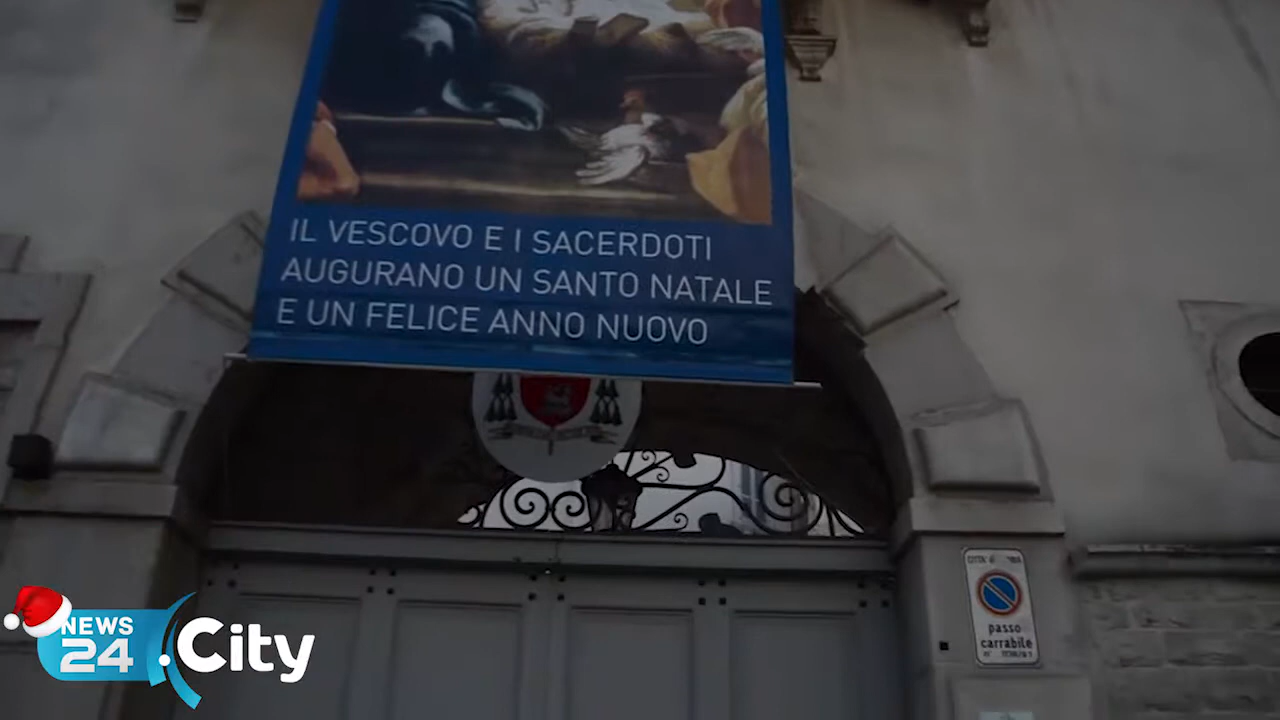 IL VESCOVO E I SACERDOTI
AUGURANO UN SANTO NATALE
E UN FELICE ANNO NUOVO
passo
carrabile
NEWS
24
.City